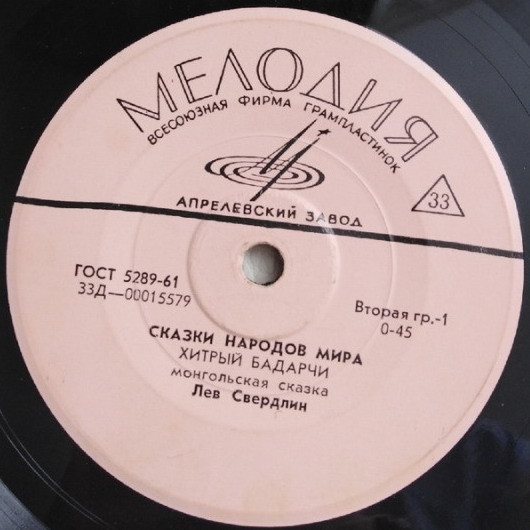 МЕЛОДИЯ
ВСЕСОЮЗНАЯ ФИРМА ГРАМПЛАСТИНОК
33
АПРЕЛЕВСКИЙ ЗАВОД
ГОСТ 5289-61
33Д—00015579
Вторая гр.-1
0-45
СКАЗКИ НАРОДОВ МИРА
ХИТРЫЙ БАДАРЧИ
монгольская сказка
Лев Свердлин